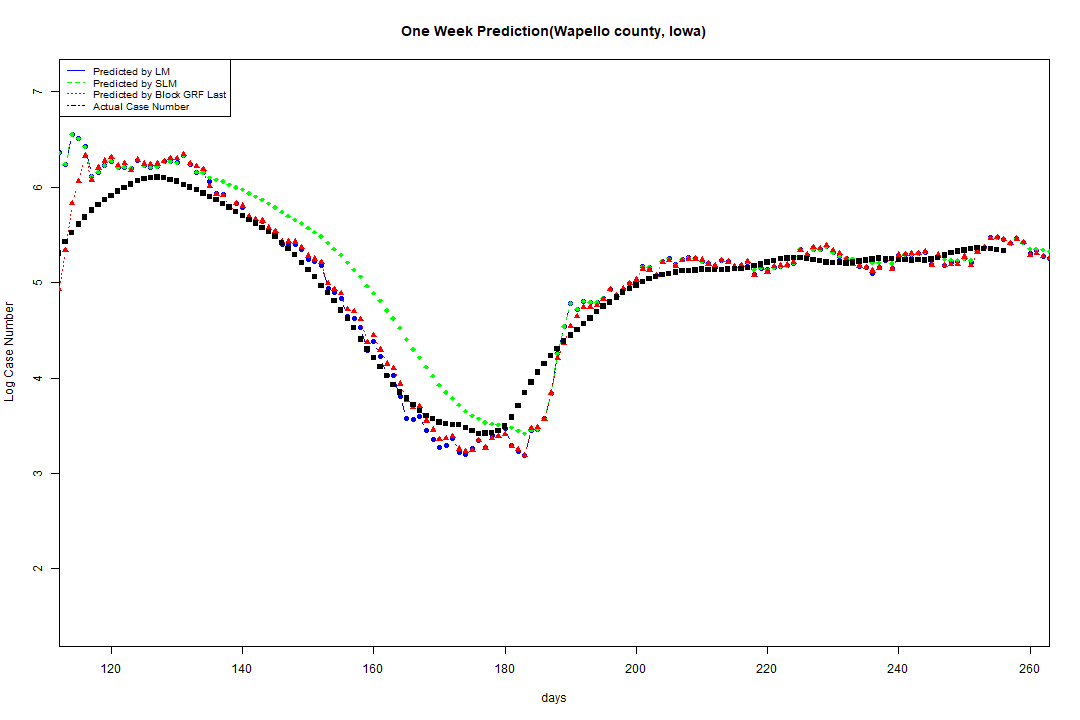 One Week Prediction(Wapello county, Iowa)
Predicted by LM
Predicted by SLM
Predicted by Block GRF Last
Actual Case Number
Log Case Number
7
6
5
4
3
2
120 140 160 180 200 220 240 260
days